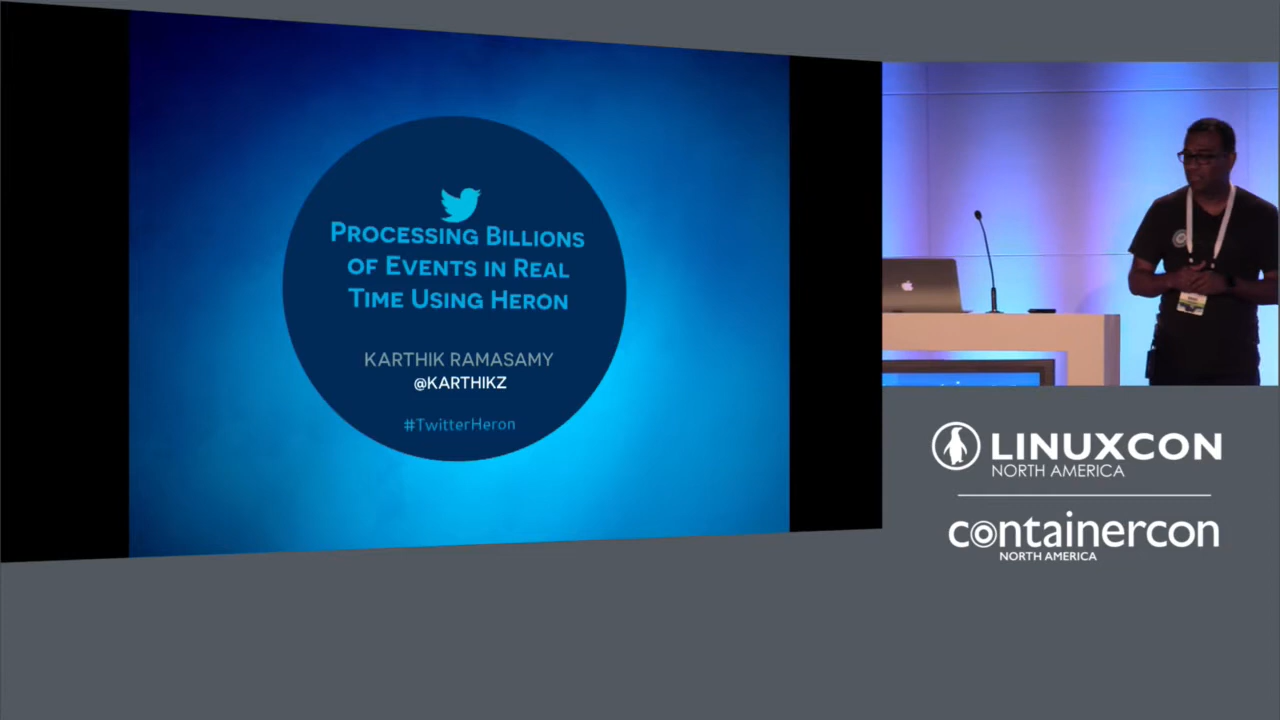 PROCESSING BILLIONS
OF EVENTS IN REAL
TIME USING HERON
KARTHIK RAMASAMY
@KARTHIKZ
#TwitterHeron
LINUXCON
NORTH AMERICA
containercon
NORTH AMERICA